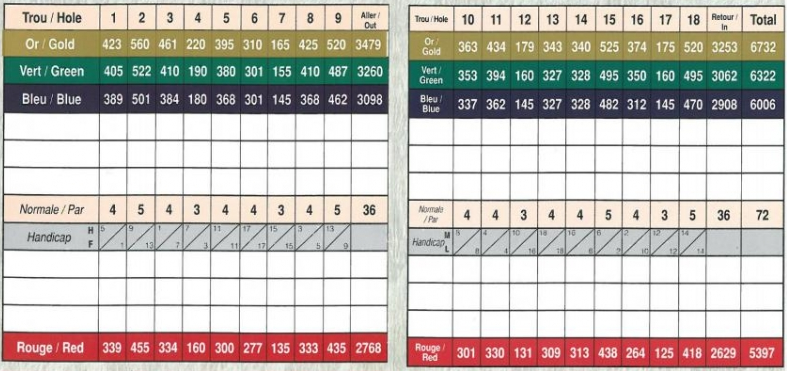 Trou / Hole 1 2 3 4 5 6 7 8 9 Aller / Out
Or / Gold 423 560 461 220 395 310 165 425 520 3479
Vert / Green 405 522 410 190 380 301 155 410 487 3260
Bleu / Blue 389 501 384 180 368 301 145 368 462 3098
Normale / Par 4 5 4 3 4 4 3 4 5 36
Handicap H 5 9 1 7 11 17 15 3 13
F 1 13 7 3 11 17 15 5 9
Rouge / Red 339 455 334 160 300 277 135 333 435 2768
Trou / Hole 10 11 12 13 14 15 16 17 18 Retour / In Total
Or / Gold 363 434 179 343 340 525 374 175 520 3253 6732
Vert / Green 353 394 160 327 328 495 350 160 495 3062 6322
Bleu / Blue 337 362 145 327 328 482 312 145 470 2908 6006
Normale / Par 4 4 3 4 4 5 4 3 5 36 72
Handicap M 4 10 18 16 6 2 12 14
L 8 4 16 18 2 10 12 14
Rouge / Red 301 330 131 309 313 438 264 125 418 2629 5397